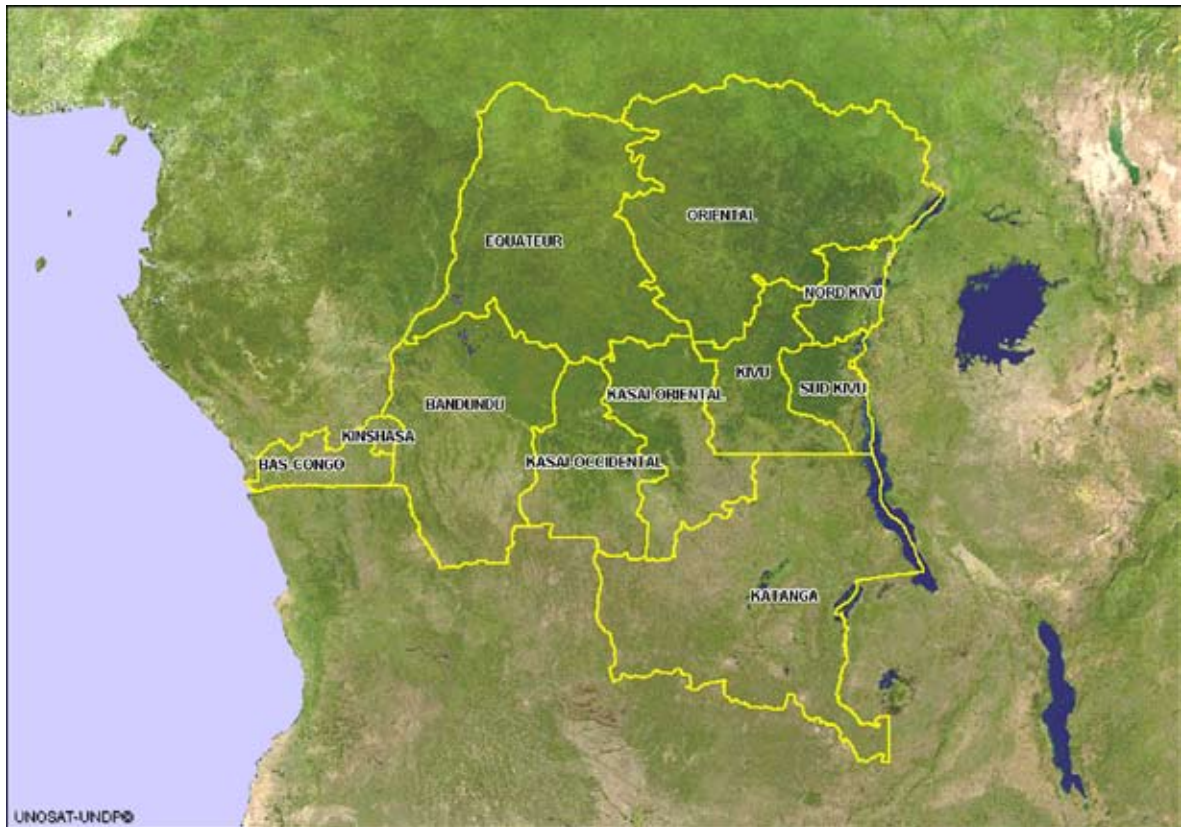 ORIENTAL
EQUATEUR
NORD KIVU
KIVU
SUD KIVU
KASAI ORIENTAL
BANDUNDU
KINSHASA
BAS-CONGO
KASAI OCCIDENTAL
KATANGA
UNOSAT-UNDP©